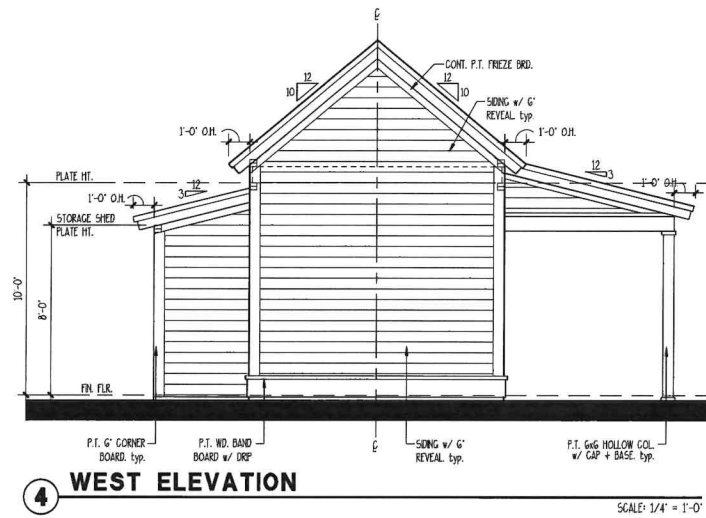 ℄
12
10
12
10
CONT. P.T. FRIEZE BRD.
SIDING w/ 6"
REVEAL. typ.
1'-0" O.H.
1'-0" O.H.
PLATE HT.
12
3
12
3
1'-0" O.H.
1'-0" O.H.
STORAGE SHED
PLATE HT.
10'-0"
8'-0"
FIN. FLR.
P.T. 6" CORNER
BOARD. typ.
P.T. WD. BAND
BOARD w/ DRIP
℄
SIDING w/ 6"
REVEAL. typ.
P.T. 6x6 HOLLOW COL.
w/ CAP + BASE. typ.
4 WEST ELEVATION
SCALE: 1/4" = 1'-0"